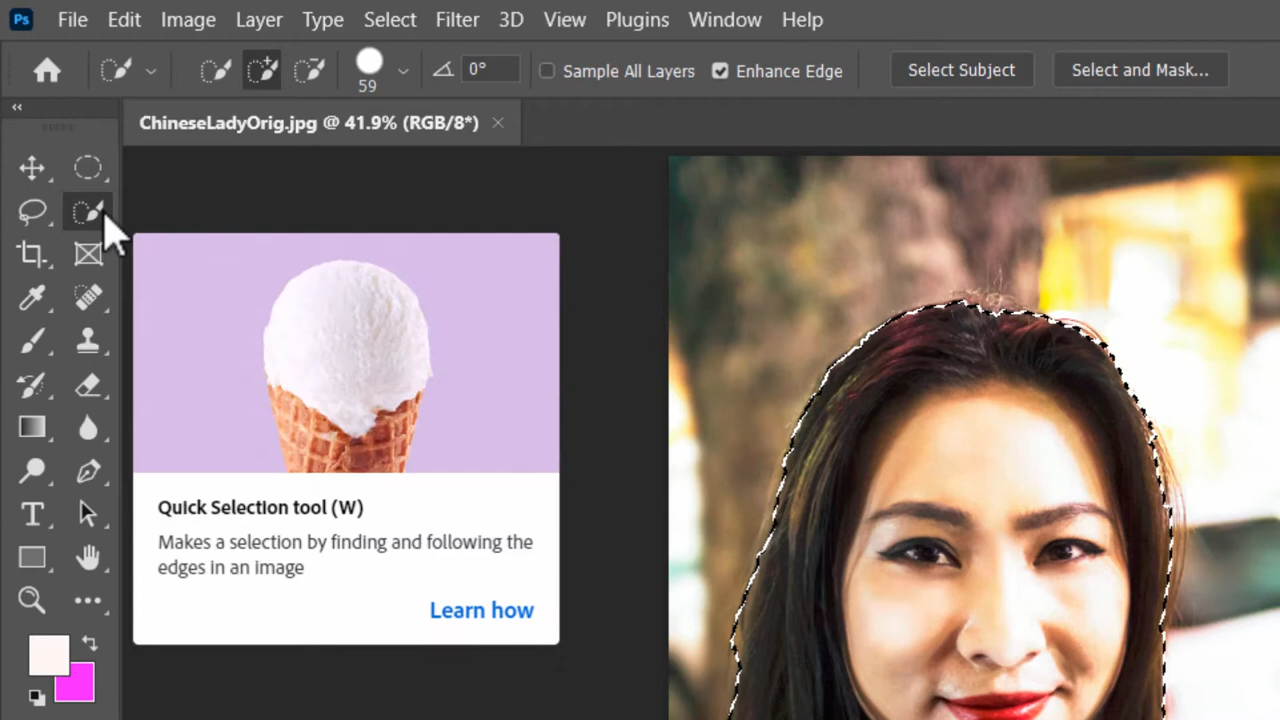 Ps File Edit Image Layer Type Select Filter 3D View Plugins Window Help
59 0° Sample All Layers Enhance Edge Select Subject Select and Mask...
ChineseLadyOrig.jpg @ 41.9% (RGB/8*)
Quick Selection tool (W)
Makes a selection by finding and following the
edges in an image
Learn how